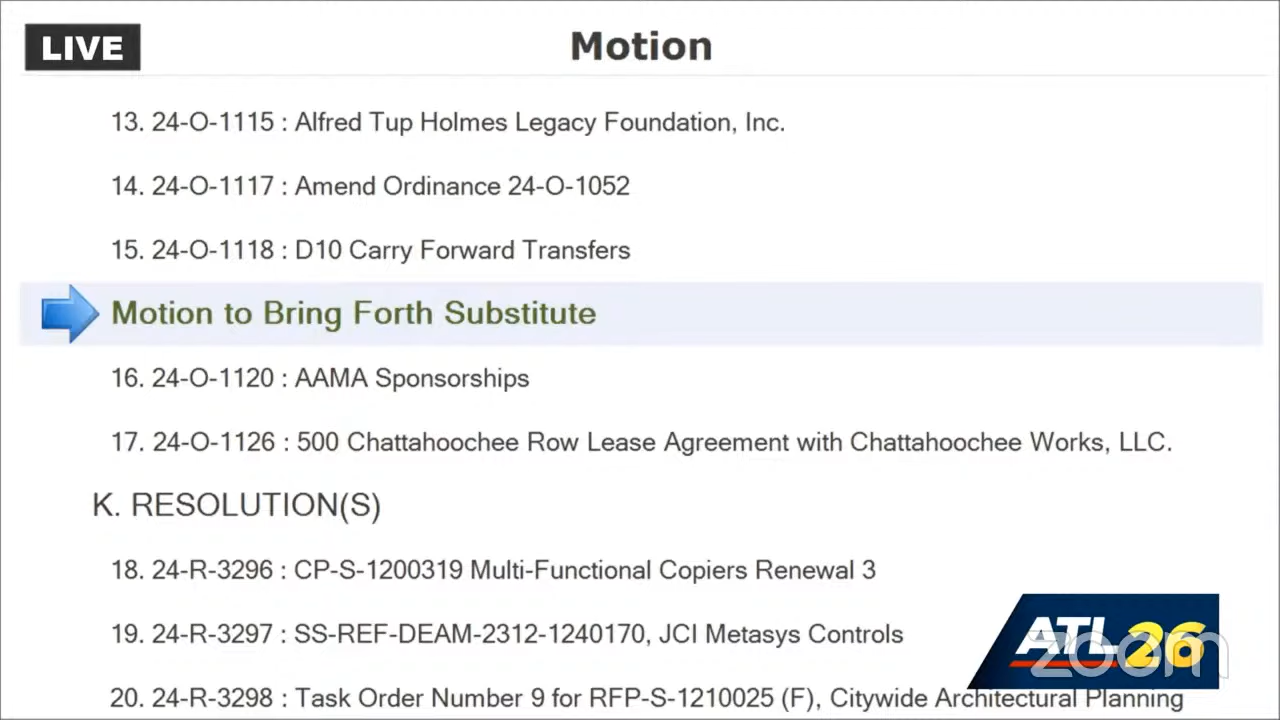 LIVE
Motion
13. 24-O-1115 : Alfred Tup Holmes Legacy Foundation, Inc.
14. 24-O-1117 : Amend Ordinance 24-O-1052
15. 24-O-1118 : D10 Carry Forward Transfers
Motion to Bring Forth Substitute
16. 24-O-1120 : AAMA Sponsorships
17. 24-O-1126 : 500 Chattahoochee Row Lease Agreement with Chattahoochee Works, LLC.
K. RESOLUTION(S)
18. 24-R-3296 : CP-S-1200319 Multi-Functional Copiers Renewal 3
19. 24-R-3297 : SS-REF-DEAM-2312-1240170, JCI Metasys Controls
ATL 26
zoom
20. 24-R-3298 : Task Order Number 9 for RFP-S-1210025 (F), Citywide Architectural Planning